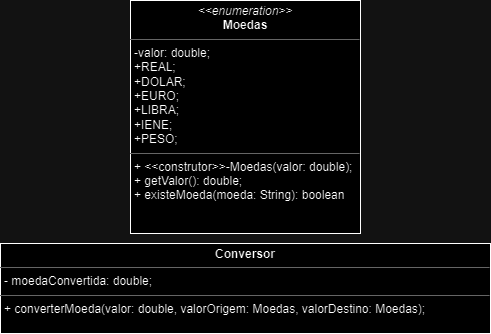 <<enumeration>>
Moedas
-valor: double;
+REAL;
+DOLAR;
+EURO;
+LIBRA;
+IENE;
+PESO;
+ <<construtor>>-Moedas(valor: double);
+ getValor(): double;
+ existeMoeda(moeda: String): boolean
Conversor
- moedaConvertida: double;
+ converterMoeda(valor: double, valorOrigem: Moedas, valorDestino: Moedas);